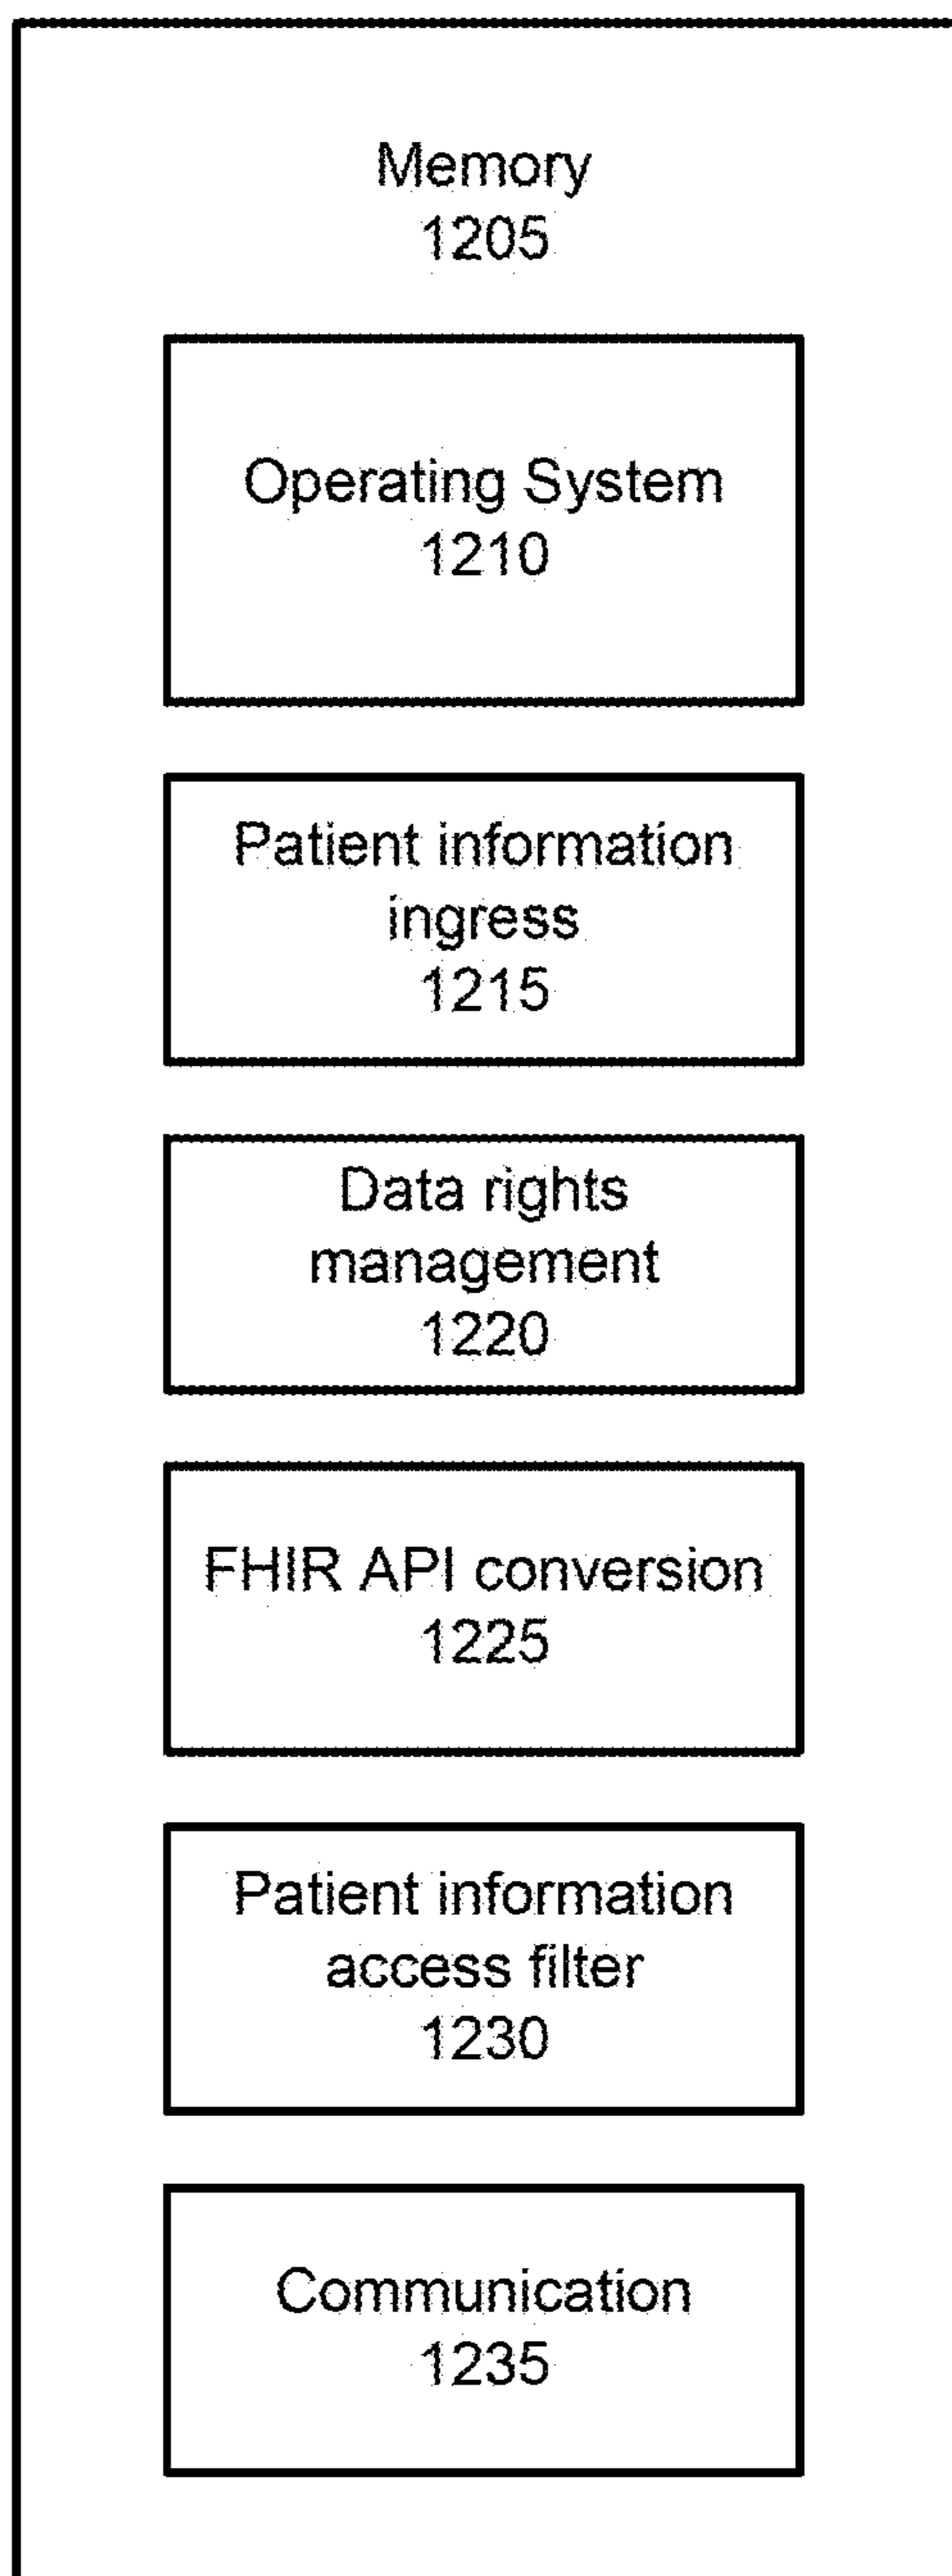 Memory
1205
Operating System
1210
Patient information
ingress
1215
Data rights
management
1220
FHIR API conversion
1225
Patient information
access filter
1230
Communication
1235